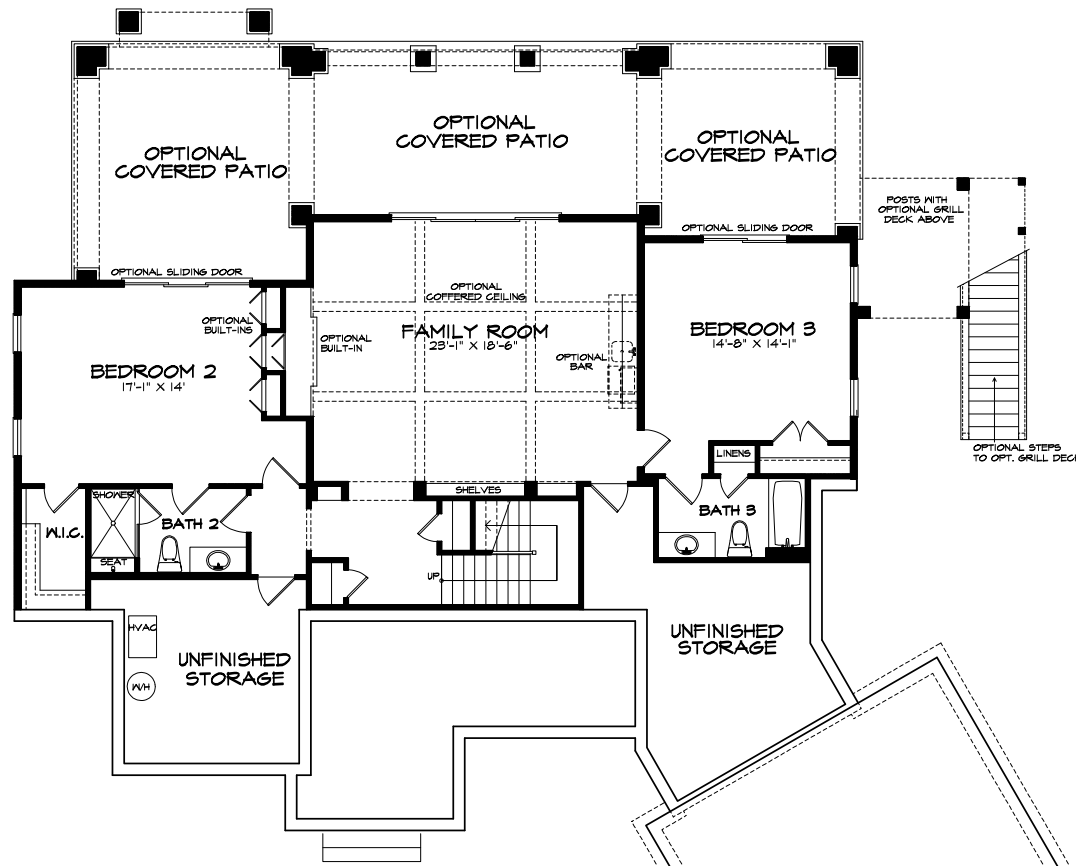 OPTIONAL
COVERED PATIO
OPTIONAL
COVERED PATIO
OPTIONAL
COVERED PATIO
POSTS WITH
OPTIONAL GRILL
DECK ABOVE
OPTIONAL SLIDING DOOR
OPTIONAL SLIDING DOOR
OPTIONAL
COFFERED CEILING
OPTIONAL
BUILT-INS
OPTIONAL
BUILT-IN
FAMILY ROOM
23'-1" X 18'-6"
OPTIONAL
BAR
BEDROOM 3
14'-8" X 14'-1"
BEDROOM 2
17'-1" X 14'
OPTIONAL STEPS
TO OPT. GRILL DECK
LINENS
SHELVES
SHOWER
W.I.C.
BATH 2
SEAT
BATH 3
UP
HVAC
W/H
UNFINISHED
STORAGE
UNFINISHED
STORAGE